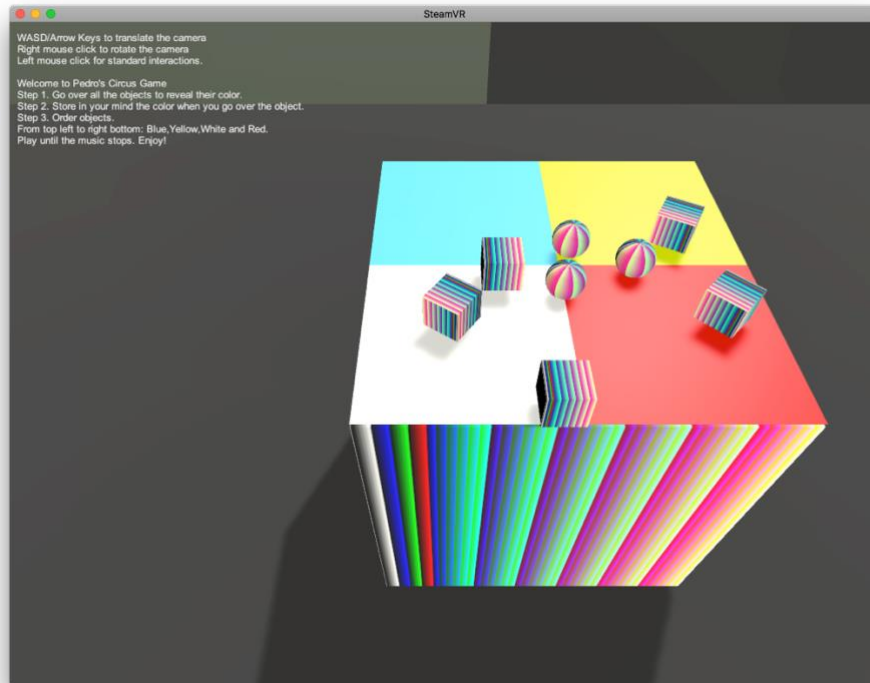 SteamVR
WASD/Arrow Keys to translate the camera
Right mouse click to rotate the camera
Left mouse click for standard interactions.
Welcome to Pedro's Circus Game
Step 1. Go over all the objects to reveal their color.
Step 2. Store in your mind the color when you go over the object.
Step 3. Order objects.
From top left to right bottom: Blue,Yellow,White and Red.
Play until the music stops. Enjoy!